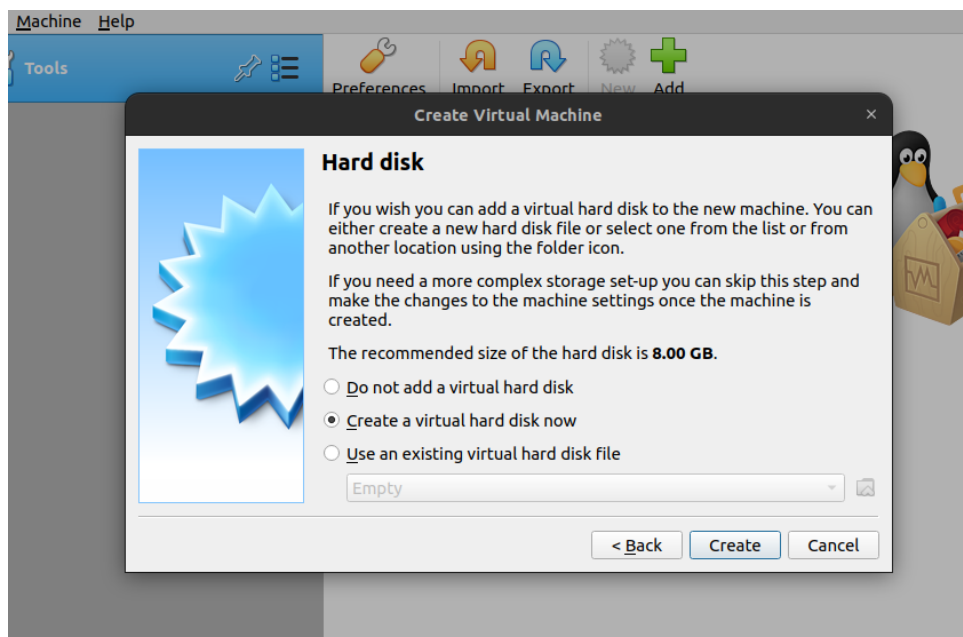 Machine Help
Tools
Preferences Import Export New Add
Create Virtual Machine
Hard disk
If you wish you can add a virtual hard disk to the new machine. You can
either create a new hard disk file or select one from the list or from
another location using the folder icon.
If you need a more complex storage set-up you can skip this step and
make the changes to the machine settings once the machine is
created.
The recommended size of the hard disk is 8.00 GB.
Do not add a virtual hard disk
Create a virtual hard disk now
Use an existing virtual hard disk file
Empty
< Back Create Cancel